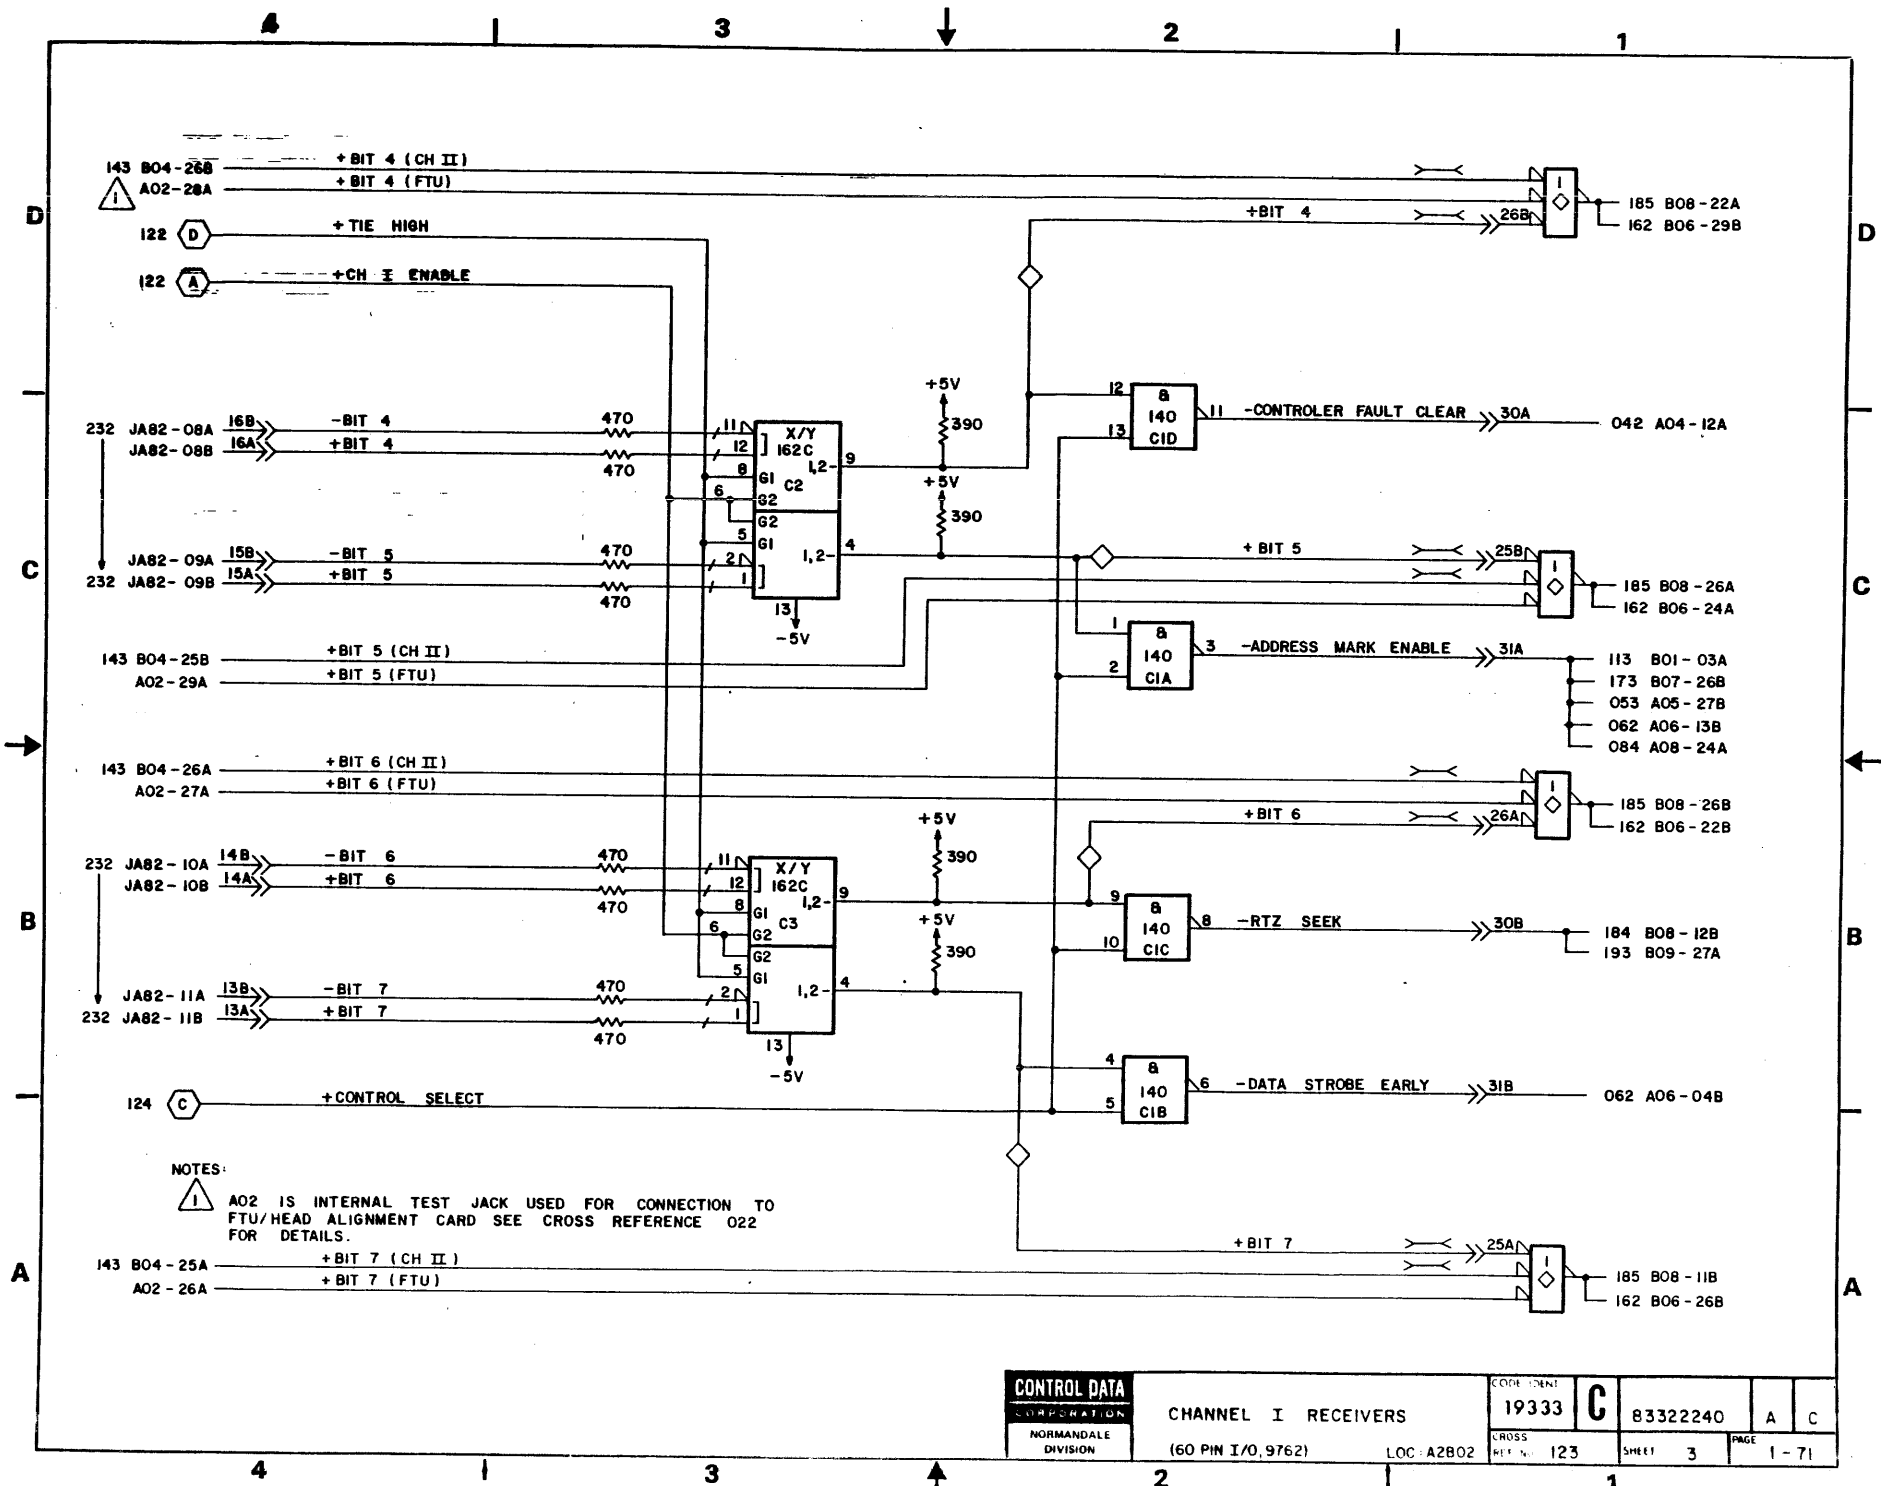 4 3 2 1
143 B04-26B +BIT 4 (CH II)
1 A02-28A +BIT 4 (FTU)
1
185 B08-22A
+BIT 4 26B
162 B06-29B
D D
122 D +TIE HIGH
122 A +CH I ENABLE
+5V
390
12 & 11 -CONTROLER FAULT CLEAR 30A 042 A04-12A
140
13 C1D
232 JA82-08A 16B -BIT 4 470 11 X/Y
JA82-08B 16A +BIT 4 470 12 162C
1,2 9
8 G1 C2
6 G2
+5V
390
G2
5 G1 1,2 4
JA82-09A 15B -BIT 5 470 2
232 JA82-09B 15A +BIT 5 470 1
13
-5V
+BIT 5 25B
1
185 B08-26A
162 B06-24A
C C
143 B04-25B +BIT 5 (CH II)
A02-29A +BIT 5 (FTU)
1 & 3 -ADDRESS MARK ENABLE 31A 113 B01-03A
140
2 C1A
173 B07-26B
053 A05-27B
062 A06-13B
084 A08-24A
143 B04-26A +BIT 6 (CH II)
A02-27A +BIT 6 (FTU)
1
185 B08-26B
+BIT 6 26A
162 B06-22B
+5V
390
232 JA82-10A 14B -BIT 6 470 11 X/Y
JA82-10B 14A +BIT 6 470 12 162C
1,2 9
8 G1 C3
6 G2
+5V
390
G2
5 G1
1,2 4
9 & 8 -RTZ SEEK 30B 184 B08-12B
140
10 C1C
193 B09-27A
B B
JA82-11A 13B -BIT 7 470 2
232 JA82-11B 13A +BIT 7 470 1
13
-5V
4 & 6 -DATA STROBE EARLY 31B 062 A06-04B
140
5 C1B
124 C +CONTROL SELECT
NOTES:
1 A02 IS INTERNAL TEST JACK USED FOR CONNECTION TO
FTU/HEAD ALIGNMENT CARD SEE CROSS REFERENCE 022
FOR DETAILS.
+BIT 7 25A
143 B04-25A +BIT 7 (CH II)
A02-26A +BIT 7 (FTU)
1
185 B08-11B
162 B06-26B
A A
CONTROL DATA
CORPORATION
NORMANDALE
DIVISION
CHANNEL I RECEIVERS
(60 PIN I/O,9762) LOC:A2B02
CODE IDENT
19333 C 83322240 A C
CROSS
REF No. 123 SHEET 3 PAGE 1-71
4 3 2 1